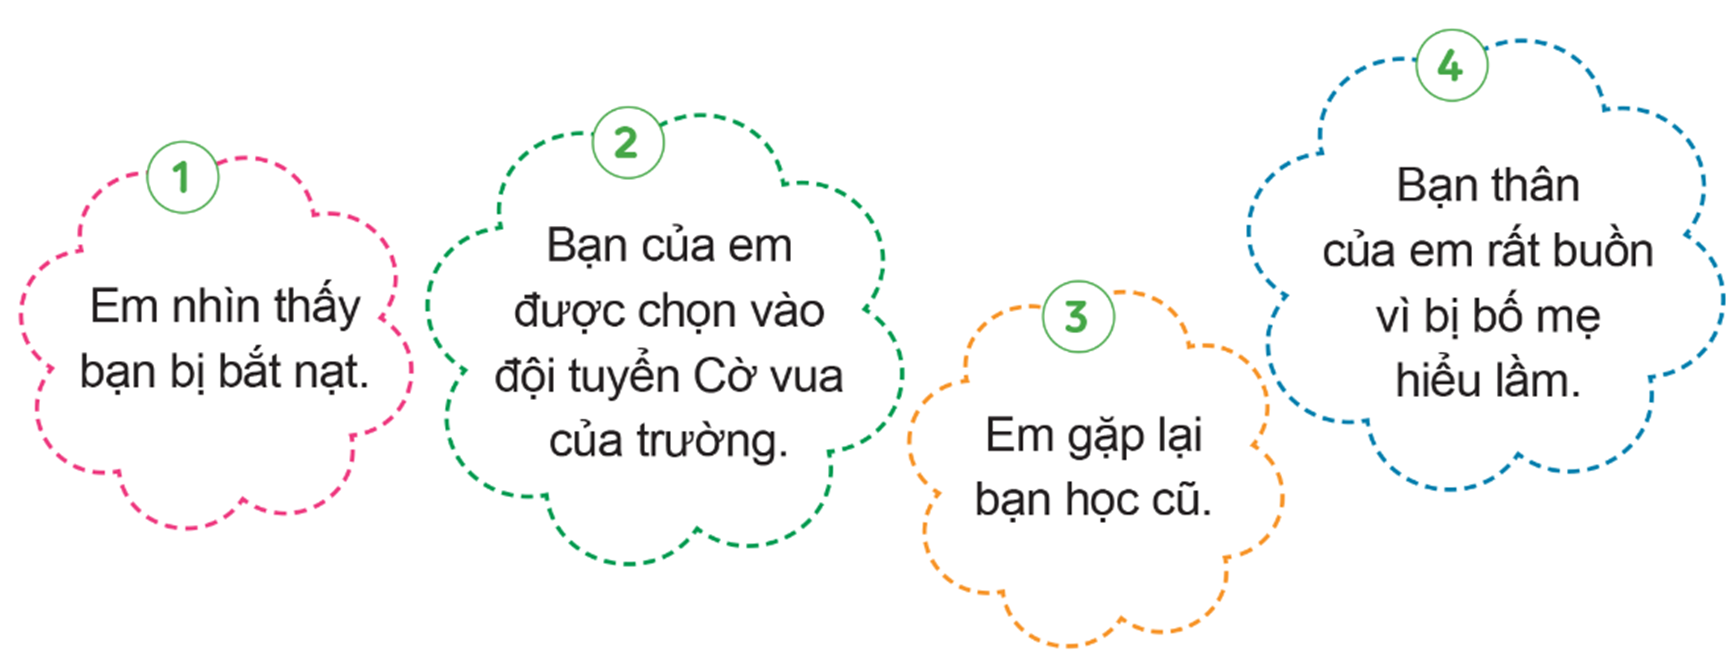 1
Em nhìn thấy
bạn bị bắt nạt.
2
Bạn của em
được chọn vào
đội tuyển Cờ vua
của trường.
3
Em gặp lại
bạn học cũ.
4
Bạn thân
của em rất buồn
vì bị bố mẹ
hiểu lầm.